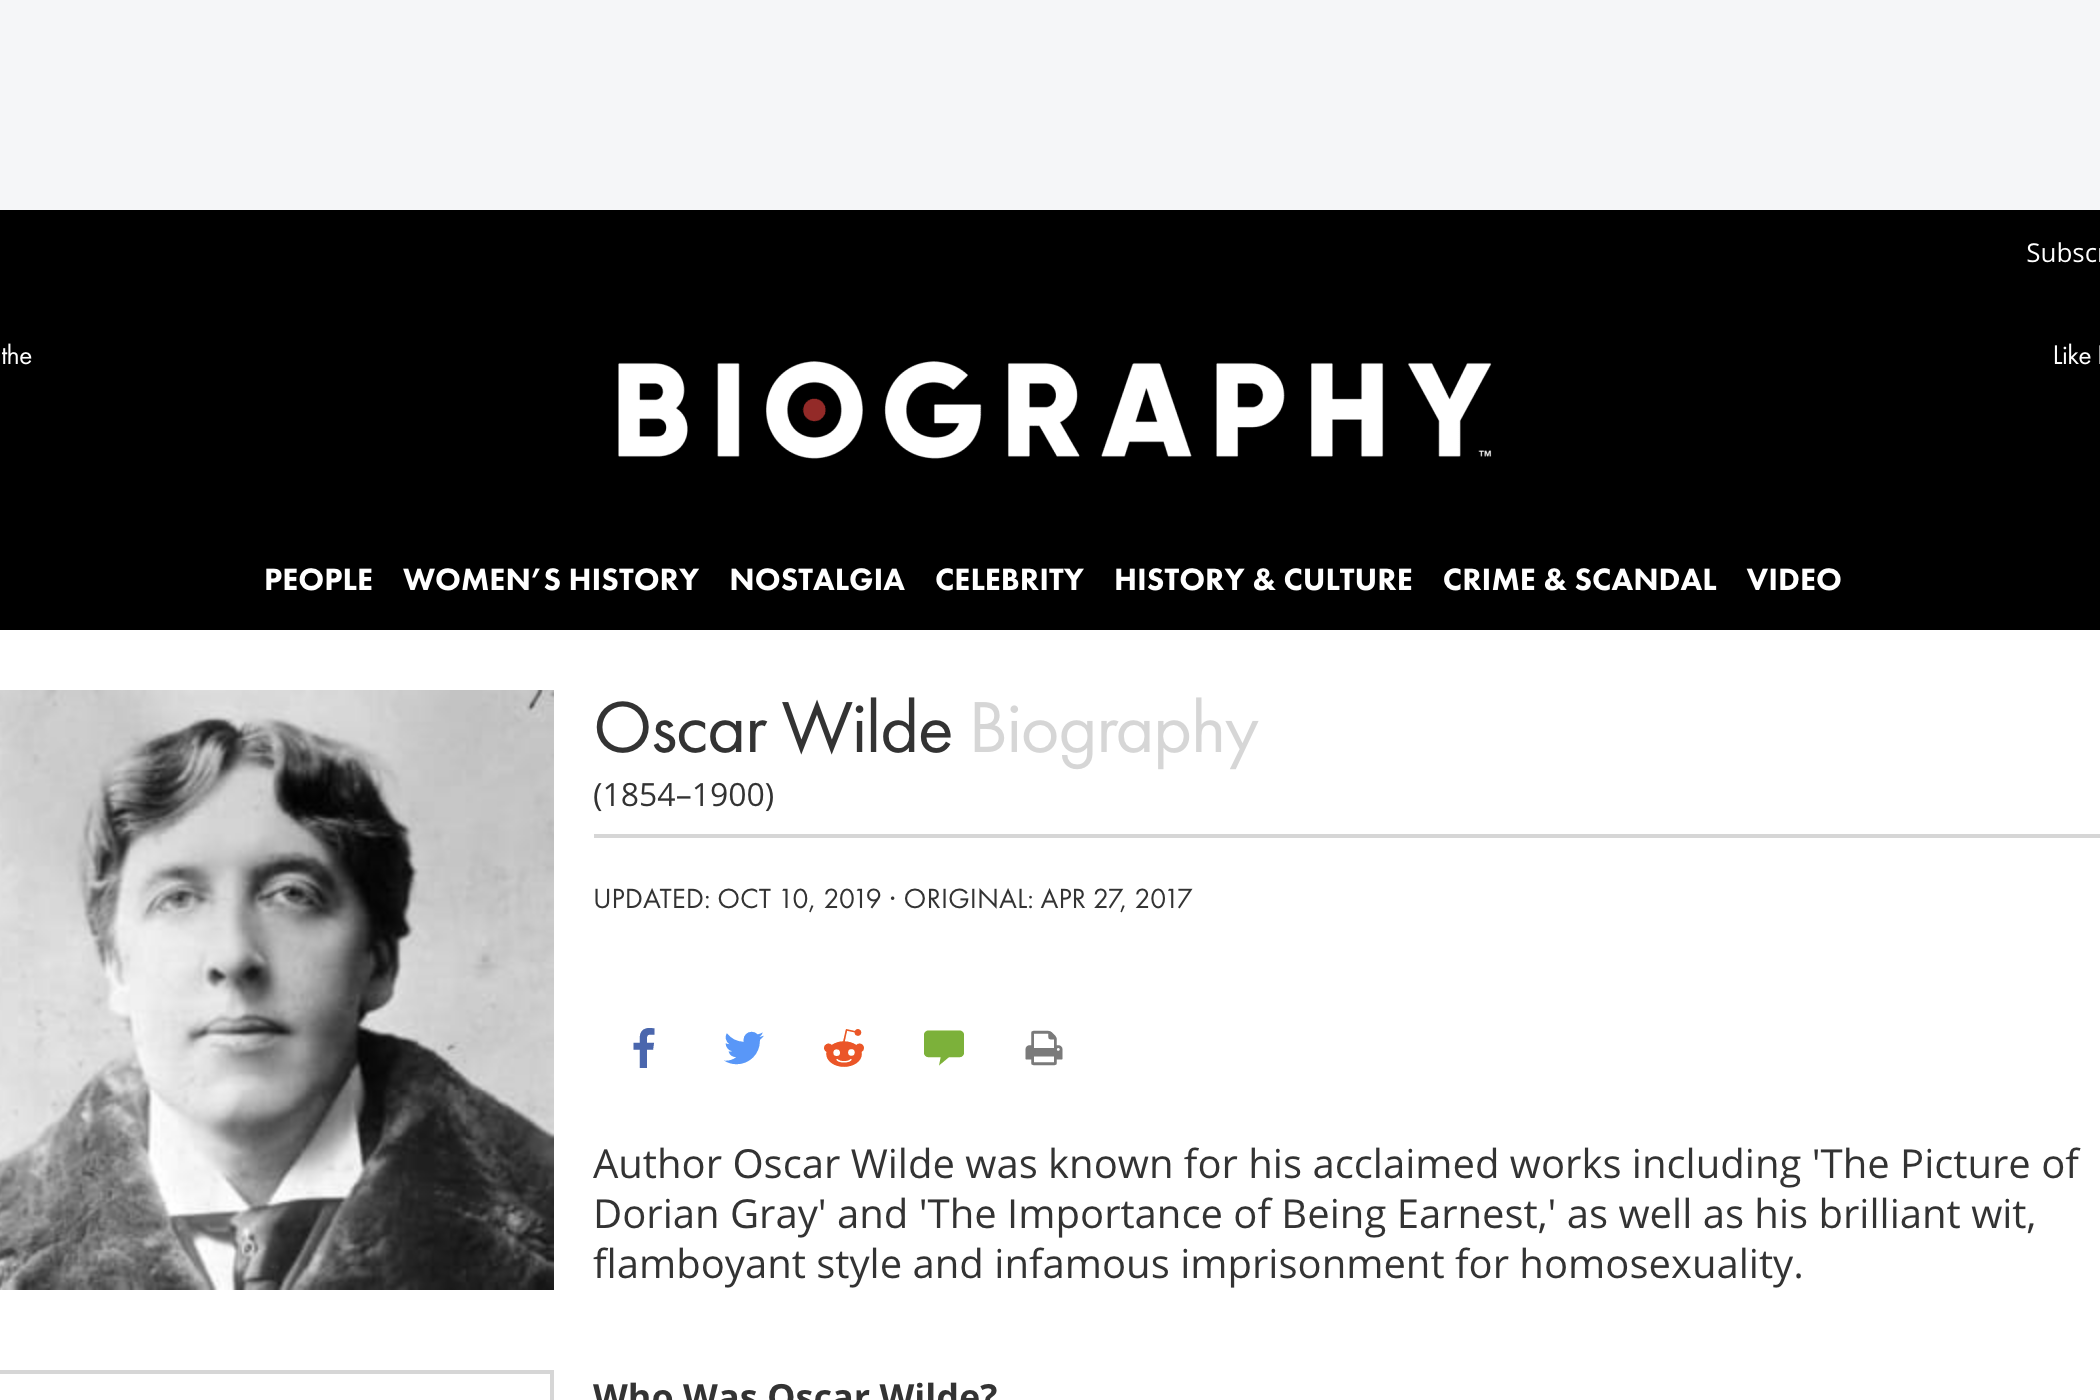 Subscr
the
Like
BIOGRAPHY™
PEOPLE WOMEN'S HISTORY NOSTALGIA CELEBRITY HISTORY & CULTURE CRIME & SCANDAL VIDEO
Oscar Wilde Biography
(1854–1900)
UPDATED: OCT 10, 2019 · ORIGINAL: APR 27, 2017
Author Oscar Wilde was known for his acclaimed works including 'The Picture of
Dorian Gray' and 'The Importance of Being Earnest,' as well as his brilliant wit,
flamboyant style and infamous imprisonment for homosexuality.
Who Was Oscar Wilde?